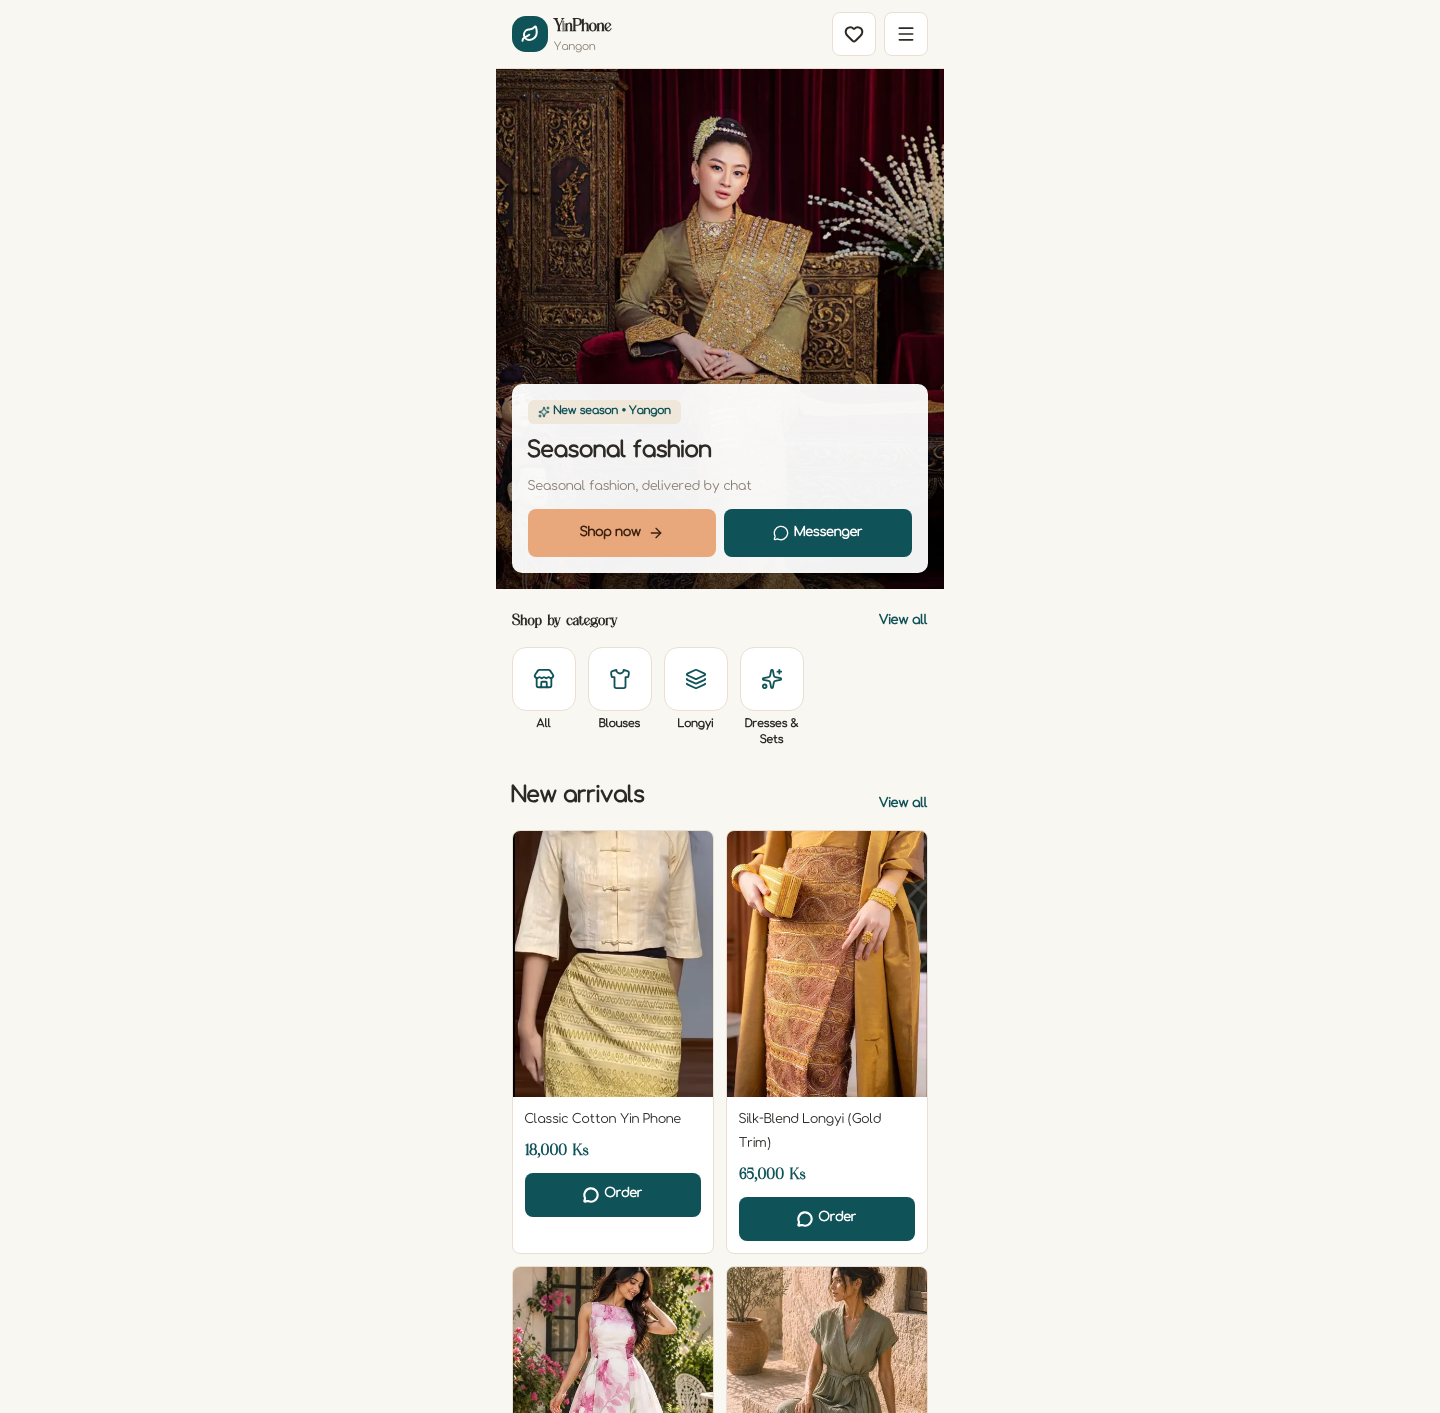 YinPhone
Yangon
New season • Yangon
Seasonal fashion
Seasonal fashion, delivered by chat
Shop now
Messenger
Shop by category
View all
All
Blouses
Longyi
Dresses &
Sets
New arrivals
View all
Classic Cotton Yin Phone
18,000 Ks
Order
Silk-Blend Longyi (Gold
Trim)
65,000 Ks
Order